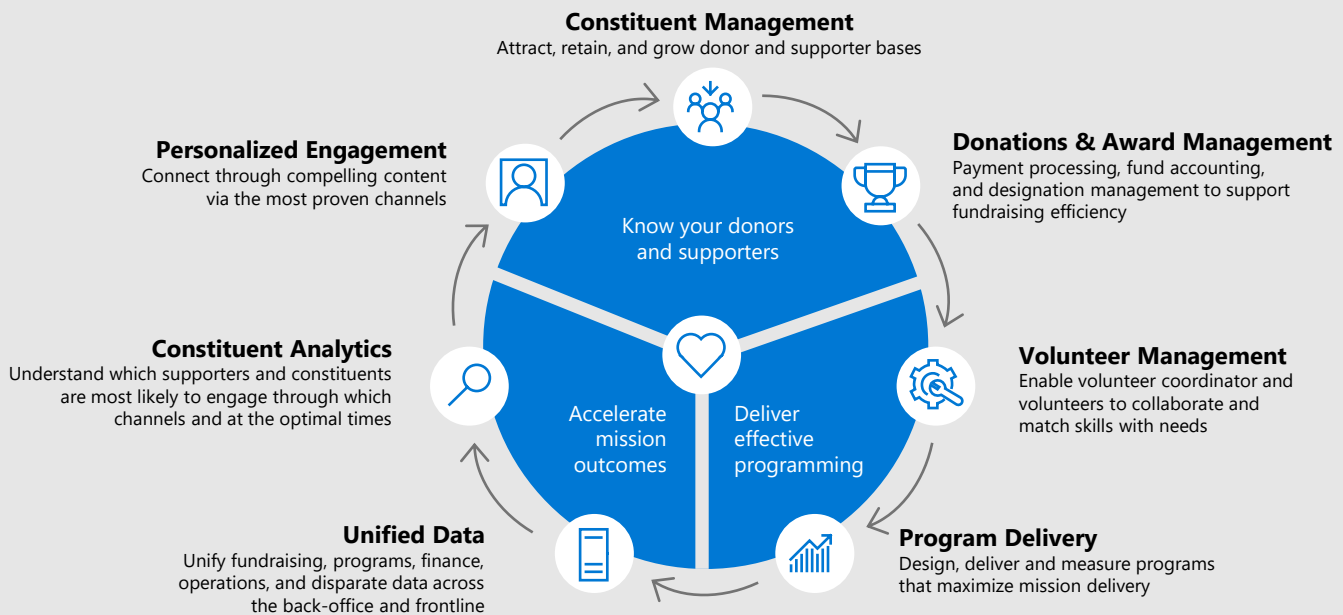 Constituent Management
Attract, retain, and grow donor and supporter bases
Personalized Engagement
Connect through compelling content
via the most proven channels
Donations & Award Management
Payment processing, fund accounting,
and designation management to support
fundraising efficiency
Know your donors
and supporters
Constituent Analytics
Understand which supporters and constituents
are most likely to engage through which
channels and at the optimal times
Volunteer Management
Enable volunteer coordinator and
volunteers to collaborate and
match skills with needs
Accelerate
mission
outcomes
Deliver
effective
programming
Unified Data
Unify fundraising, programs, finance,
operations, and disparate data across
the back-office and frontline
Program Delivery
Design, deliver and measure programs
that maximize mission delivery